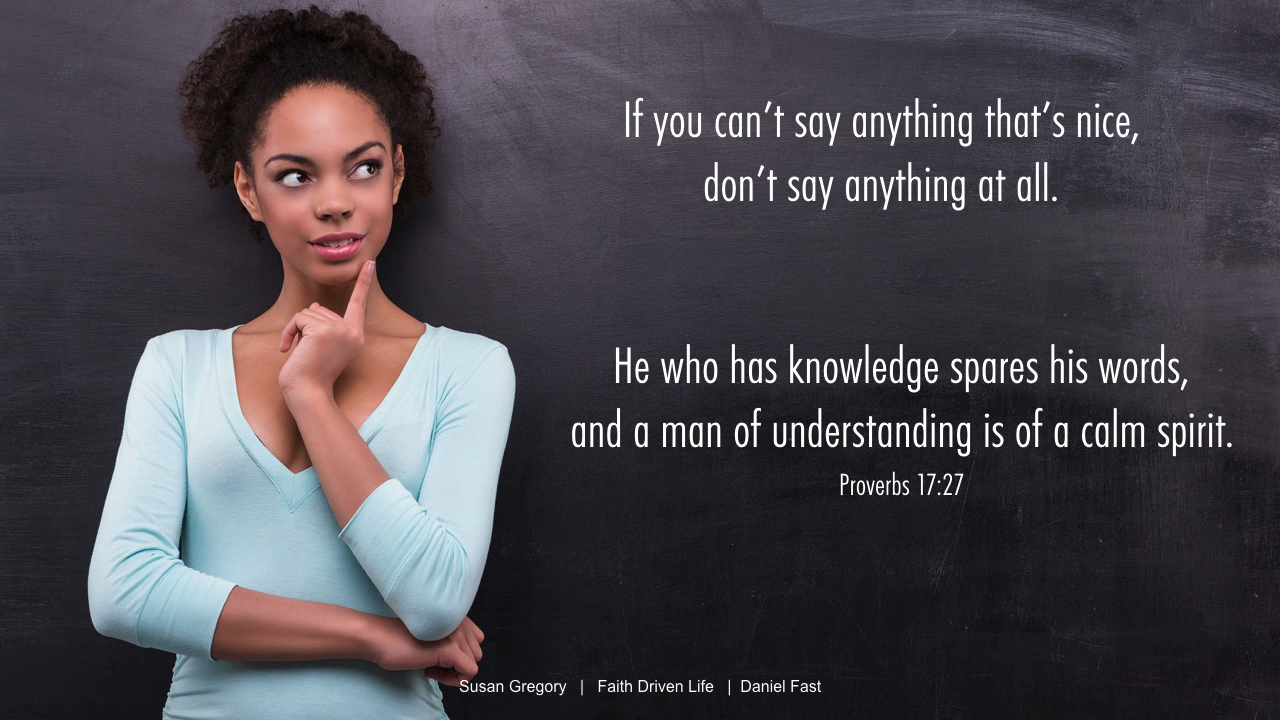 If you can’t say anything that’s nice,
don’t say anything at all.
He who has knowledge spares his words,
and a man of understanding is of a calm spirit.
Proverbs 17:27
Susan Gregory | Faith Driven Life | Daniel Fast